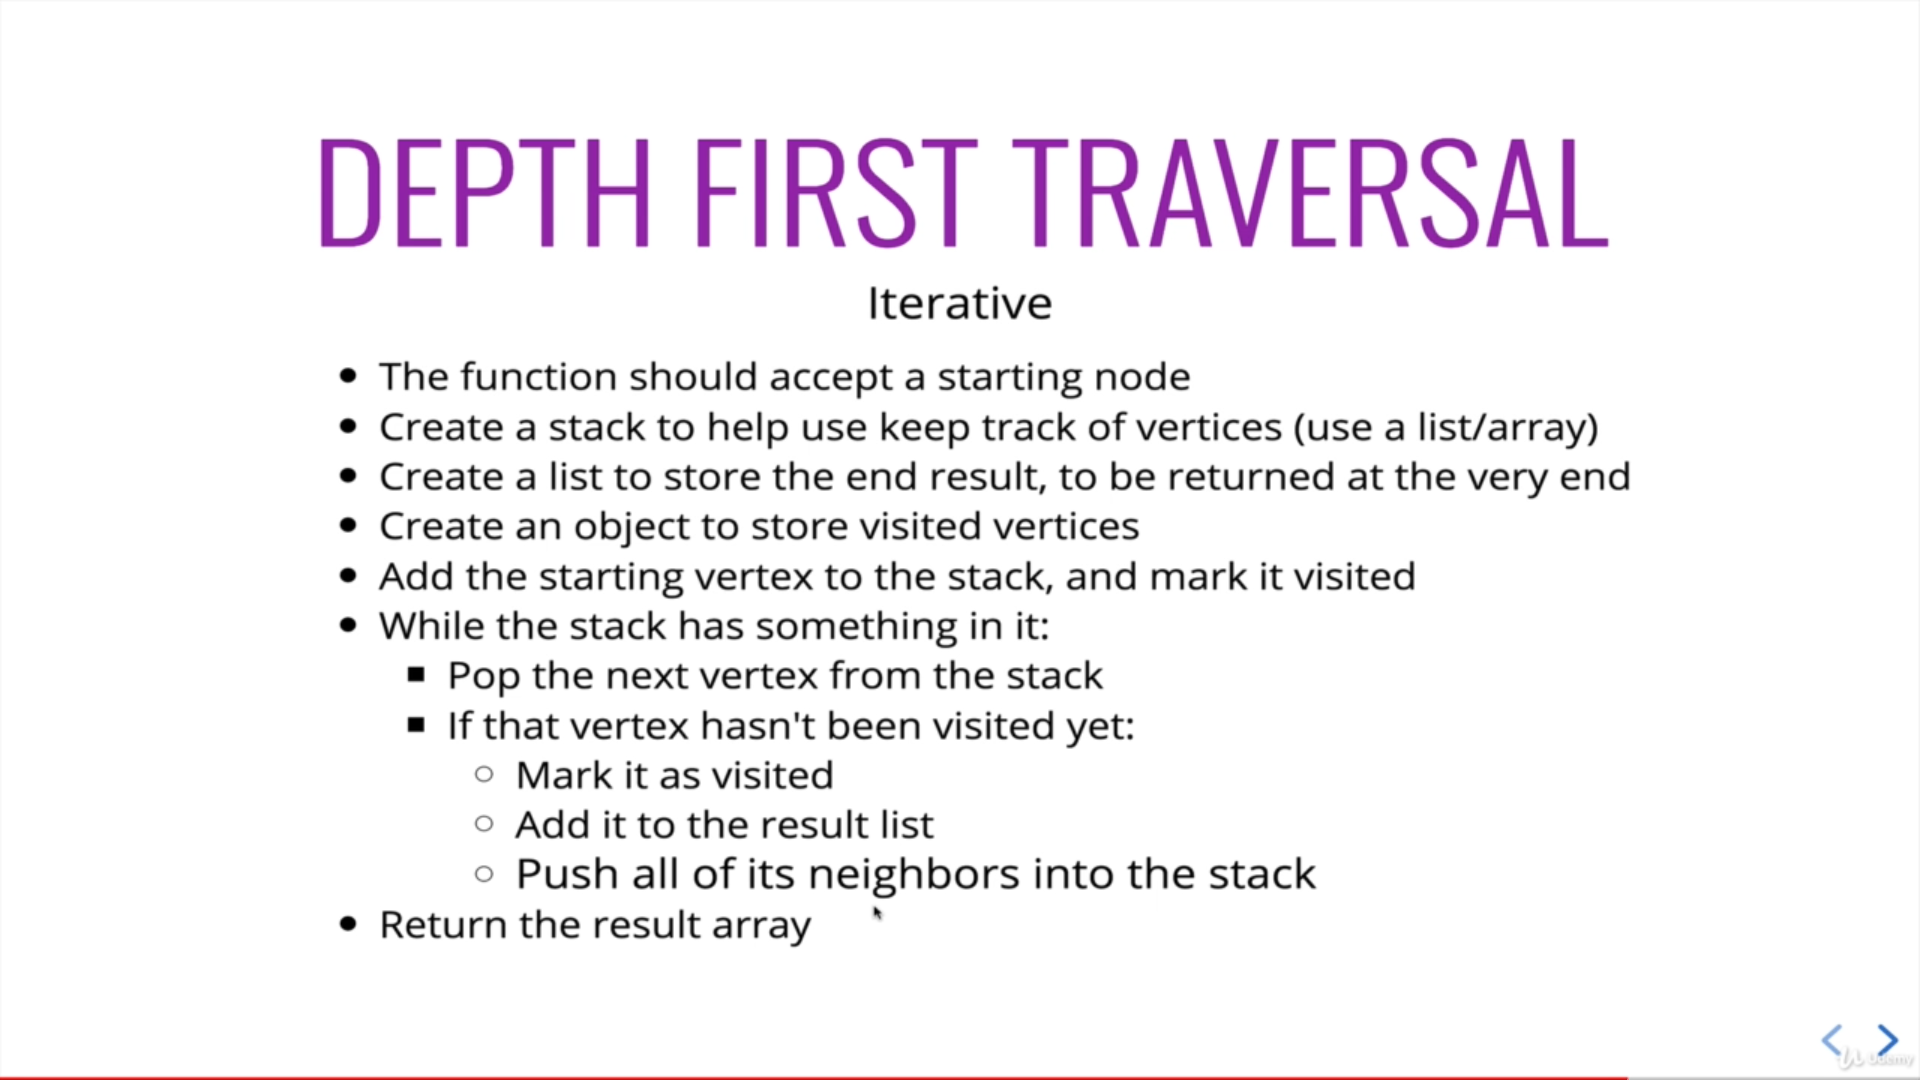 DEPTH FIRST TRAVERSAL
Iterative
The function should accept a starting node
Create a stack to help use keep track of vertices (use a list/array)
Create a list to store the end result, to be returned at the very end
Create an object to store visited vertices
Add the starting vertex to the stack, and mark it visited
While the stack has something in it:
Pop the next vertex from the stack
If that vertex hasn't been visited yet:
Mark it as visited
Add it to the result list
Push all of its neighbors into the stack
Return the result array
Udemy